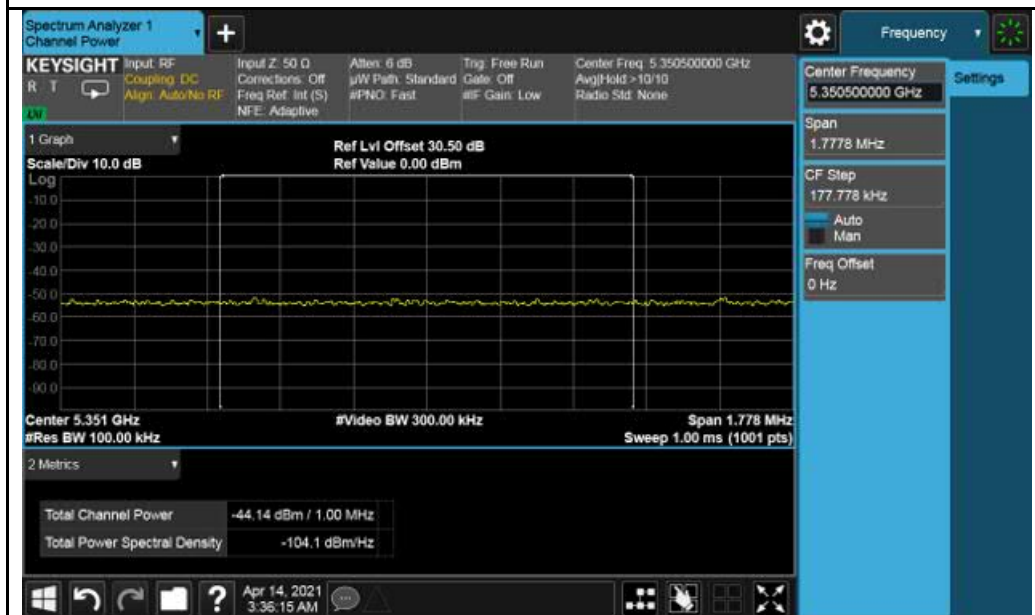 Spectrum Analyzer 1
Channel Power
+
Frequency
KEYSIGHT
R T
Input: RF
Coupling: DC
Align: Auto/No RF
Input Z: 50 Ω
Corrections: Off
Freq Ref: Int (S)
NFE: Adaptive
Atten: 6 dB
µW Path: Standard
#PNO: Fast
Trig: Free Run
Gate: Off
#IF Gain: Low
Center Freq: 5.350500000 GHz
Avg|Hold:>10/10
Radio Std: None
Center Frequency
5.350500000 GHz
Settings
Span
1.7778 MHz
CF Step
177.778 kHz
Auto
Man
Freq Offset
0 Hz
1 Graph
Scale/Div 10.0 dB
Ref Lvl Offset 30.50 dB
Ref Value 0.00 dBm
Log
-10.0
-20.0
-30.0
-40.0
-50.0
-60.0
-70.0
-80.0
-90.0
Center 5.351 GHz
#Video BW 300.00 kHz
Span 1.778 MHz
#Res BW 100.00 kHz
Sweep 1.00 ms (1001 pts)
2 Metrics
Total Channel Power -44.14 dBm / 1.00 MHz
Total Power Spectral Density -104.1 dBm/Hz
?
Apr 14, 2021
3:36:15 AM